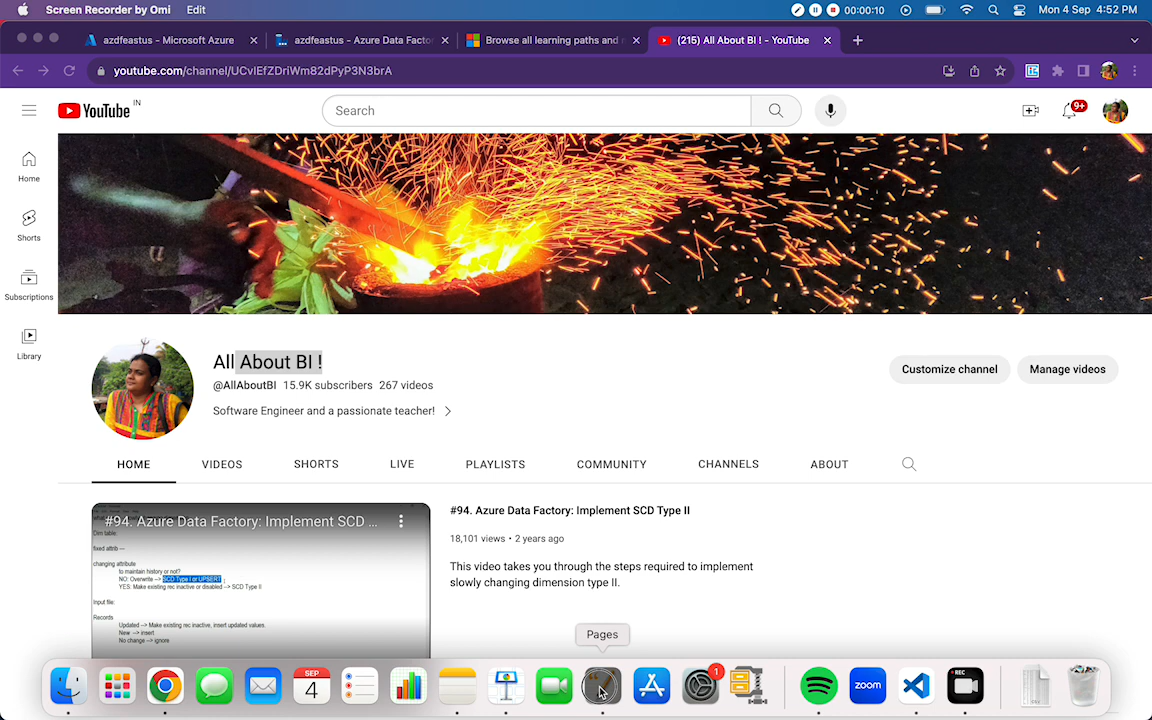 Screen Recorder by Omi Edit 00:00:10 Mon 4 Sep 4:52 PM
azdfeastus - Microsoft Azure azdfeastus - Azure Data Factor Browse all learning paths and (215) All About BI ! - YouTube
youtube.com/channel/UCvIEfZDriWm82dPyP3N3brA
YouTube IN Search 9+
Home
Shorts
Subscriptions
Library
All About BI !
@AllAboutBI 15.9K subscribers 267 videos
Software Engineer and a passionate teacher!
Customize channel Manage videos
HOME VIDEOS SHORTS LIVE PLAYLISTS COMMUNITY CHANNELS ABOUT
#94. Azure Data Factory: Implement SCD ...
Dim table:
fixed attrib ---
changing attribute
to maintain history or not?
NO: Overwrite --> SCD Type I or UPSERT
YES: Make existing rec inactive or disabled --> SCD Type II
Input file:
Records
Updated --> Make existing rec inactive, insert updated values.
New --> insert
No change --> ignore
#94. Azure Data Factory: Implement SCD Type II
18,101 views • 2 years ago
This video takes you through the steps required to implement
slowly changing dimension type II.
Pages
SEP
4
1
zoom
REC